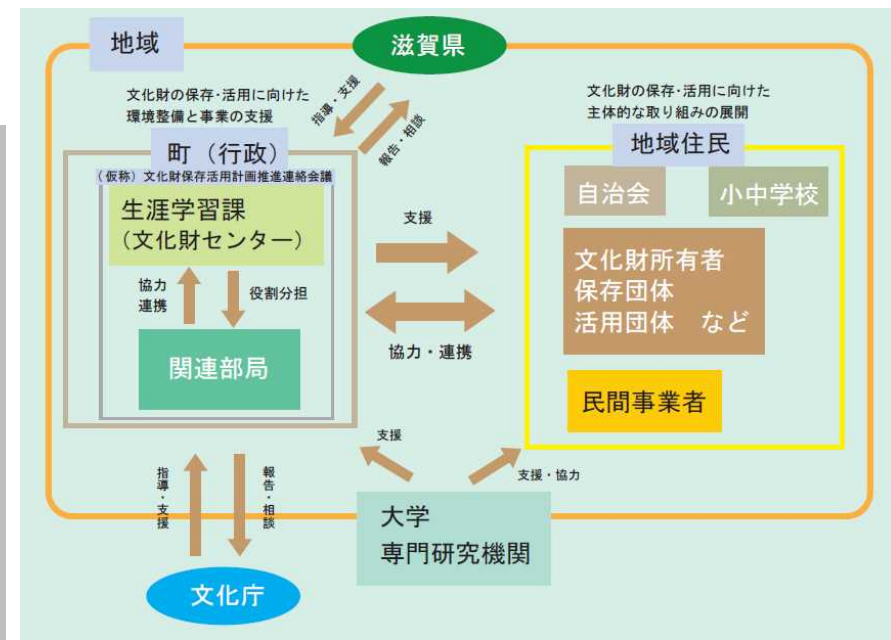 地域
滋賀県
文化財の保存・活用に向けた
環境整備と事業の支援
指導・支援
報告・相談
文化財の保存・活用に向けた
主体的な取り組みの展開
町（行政）
（仮称）文化財保存活用計画推進連絡会議
生涯学習課
（文化財センター）
協力
連携
役割分担
関連部局
支援
協力・連携
地域住民
自治会
小中学校
文化財所有者
保存団体
活用団体　など
民間事業者
指導・支援
報告・相談
支援
支援・協力
大学
専門研究機関
文化庁